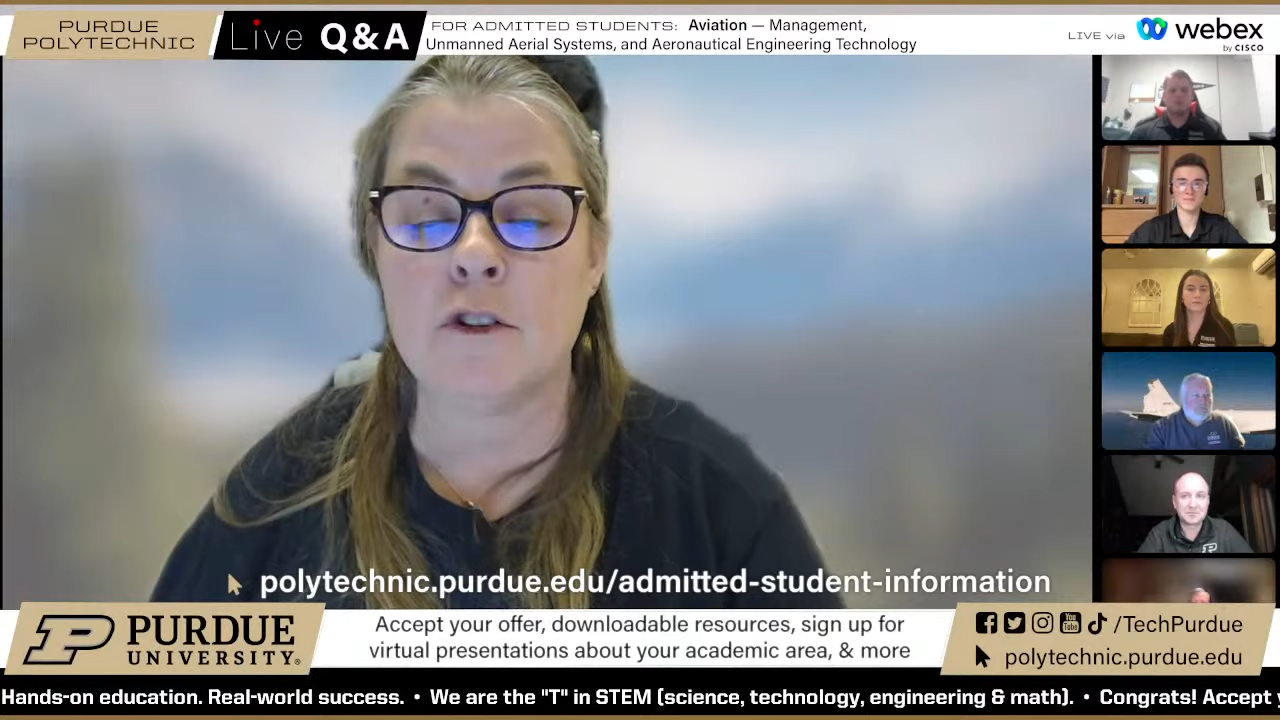 PURDUE
POLYTECHNIC
Live Q&A
FOR ADMITTED STUDENTS: Aviation — Management,
Unmanned Aerial Systems, and Aeronautical Engineering Technology
LIVE via webex
by CISCO
polytechnic.purdue.edu/admitted-student-information
P PURDUE
UNIVERSITY®
Accept your offer, downloadable resources, sign up for
virtual presentations about your academic area, & more
You Tube /TechPurdue
polytechnic.purdue.edu
Hands-on education. Real-world success. • We are the "T" in STEM (science, technology, engineering & math). • Congrats! Accept